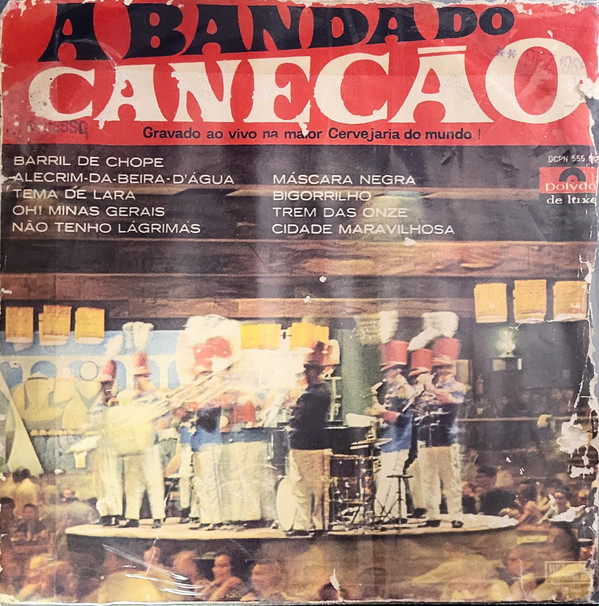 A BANDA DO
CANECÃO
Gravado ao vivo na maior Cervejaria do mundo !
BARRIL DE CHOPE
ALECRIM-DA-BEIRA-D'ÁGUA
TEMA DE LARA
OH! MINAS GERAIS
NÃO TENHO LÁGRIMAS
MÁSCARA NEGRA
BIGORRILHO
TREM DAS ONZE
CIDADE MARAVILHOSA
DCPN 555
Polydor
de luxe